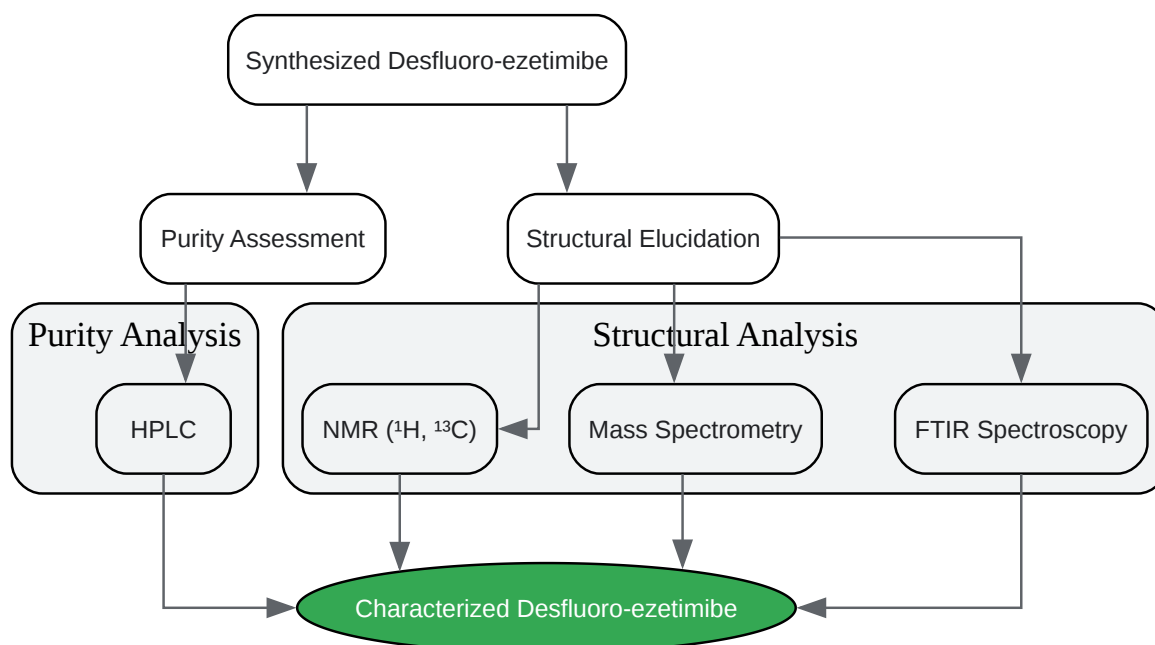 Synthesized Desfluoro-ezetimibe
Purity Assessment
Structural Elucidation
Purity Analysis
Structural Analysis
HPLC
NMR (¹H, ¹³C)
Mass Spectrometry
FTIR Spectroscopy
Characterized Desfluoro-ezetimibe